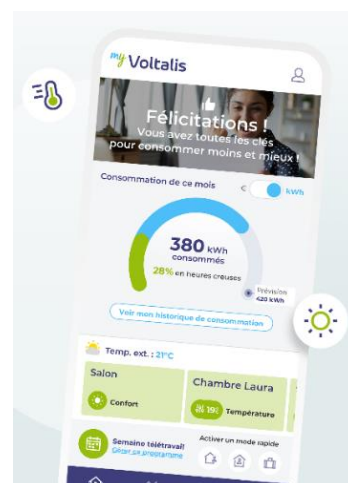 my Voltalis
Félicitations !
Vous avez toutes les clés
pour consommer moins et mieux !
Consommation de ce mois
€ kWh
380 kWh
consommés
28% en heures creuses
Prévision
420 kWh
Voir mon historique de consommation
Temp. ext. : 21°C
Salon
Confort
Chambre Laura
19° Température
Semaine télétravail
Gérer ce programme
Activer un mode rapide